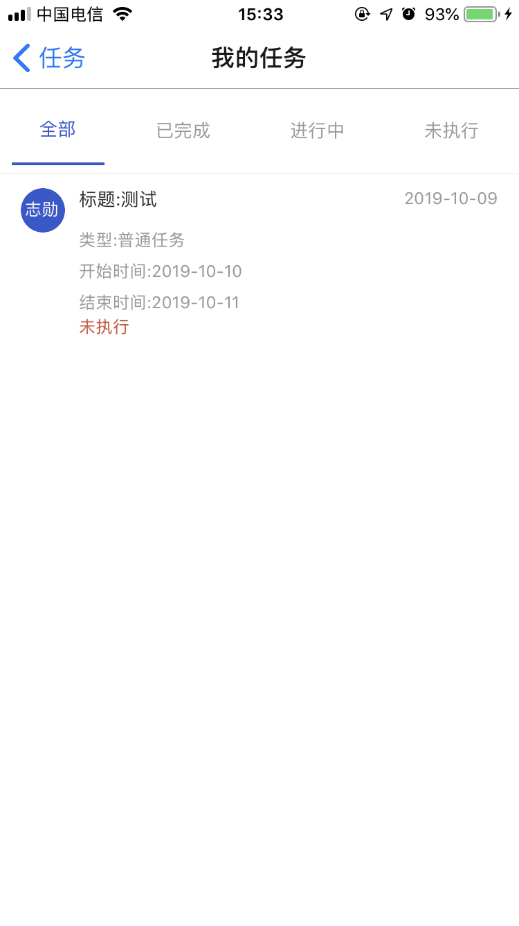 中国电信 15:33 93%
任务 我的任务
全部 已完成 进行中 未执行
志勋 标题:测试 2019-10-09
类型:普通任务
开始时间:2019-10-10
结束时间:2019-10-11
未执行